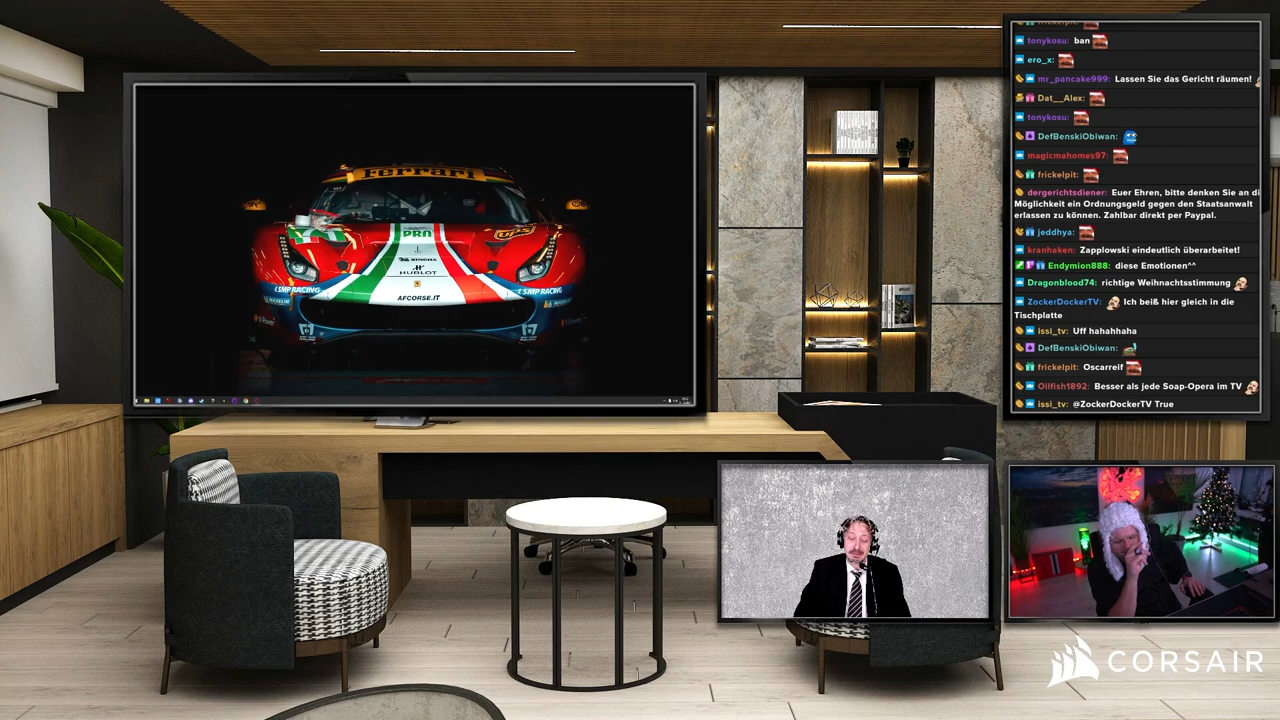 Ferrari
PRN
UPS
SINGHA
HUBLOT
SMP RACING
SMP RACING
AFCORSE.IT
frickelpit:
tonykosu: ban
ero_x:
mr_pancake999: Lassen Sie das Gericht räumen!
Dat__Alex:
tonykosu:
DefBenskiObiwan:
magicmahomes97:
frickelpit:
dergerichtsdiener: Euer Ehren, bitte denken Sie an di
Möglichkeit ein Ordnungsgeld gegen den Staatsanwalt
erlassen zu können. Zahlbar direkt per Paypal.
jeddhya:
kranhaken: Zapplowski eindeutlich überarbeitet!
Endymion888: diese Emotionen^^
Dragonblood74: richtige Weihnachtsstimmung
ZockerDockerTV: Ich beiß hier gleich in die
Tischplatte
issi_tv: Uff hahahhaha
DefBenskiObiwan:
frickelpit: Oscarreif
Oilfish1892: Besser als jede Soap-Opera im TV
issi_tv: @ZockerDockerTV True
CORSAIR